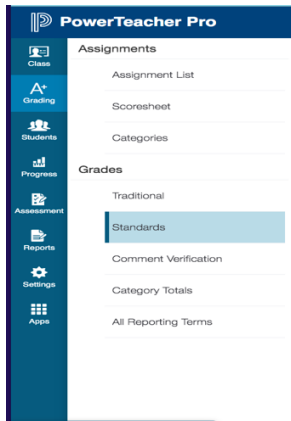 PowerTeacher Pro
Class
A+
Grading
Students
Progress
Assessment
Reports
Settings
Apps
Assignments
Assignment List
Scoresheet
Categories
Grades
Traditional
Standards
Comment Verification
Category Totals
All Reporting Terms